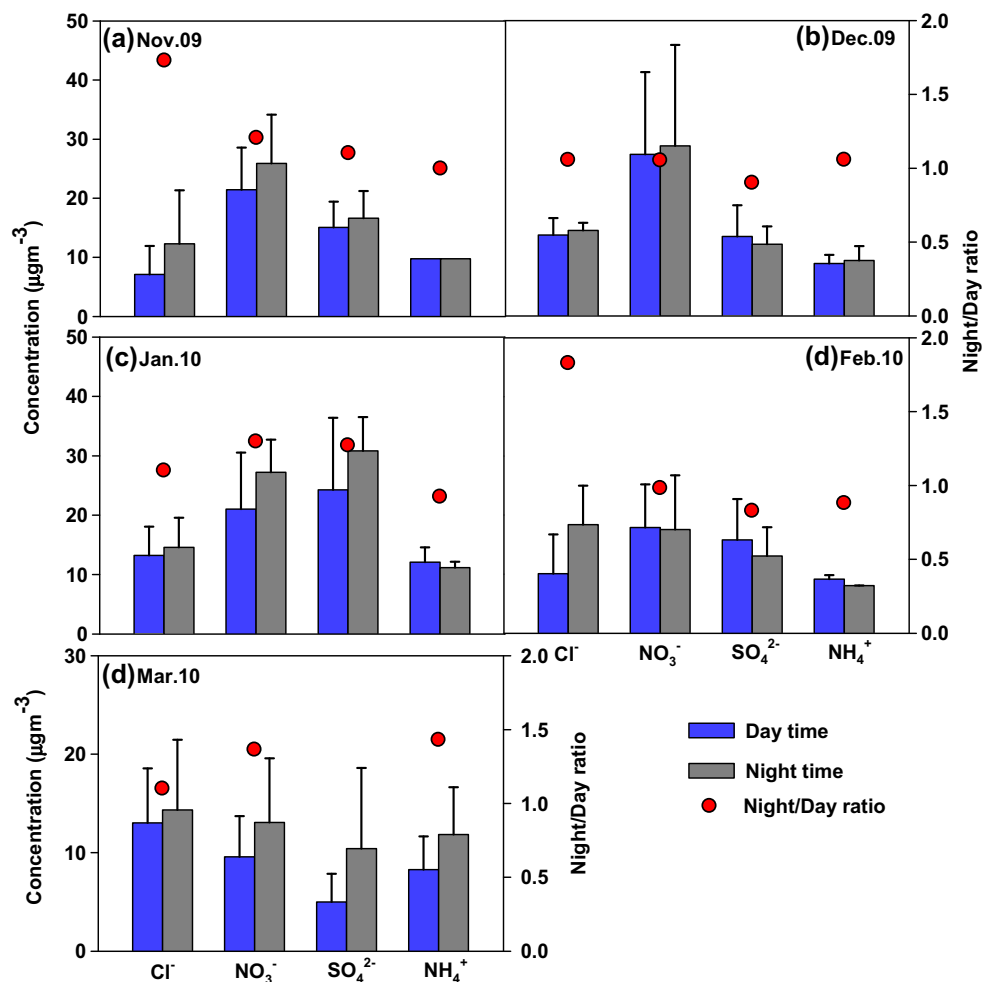 (a)Nov.09
(b)Dec.09
50
40
30
20
10
0
2.0
1.5
1.0
0.5
0.0
(c)Jan.10
(d)Feb.10
50
40
30
20
10
0
2.0
1.5
1.0
0.5
0.0
Concentration (µgm⁻³)
Night/Day ratio
Cl⁻ NO₃⁻ SO₄²⁻ NH₄⁺
(d)Mar.10
30
20
10
0
2.0
1.5
1.0
0.5
0.0
Concentration (µgm⁻³)
Night/Day ratio
Cl⁻ NO₃⁻ SO₄²⁻ NH₄⁺
Day time
Night time
Night/Day ratio